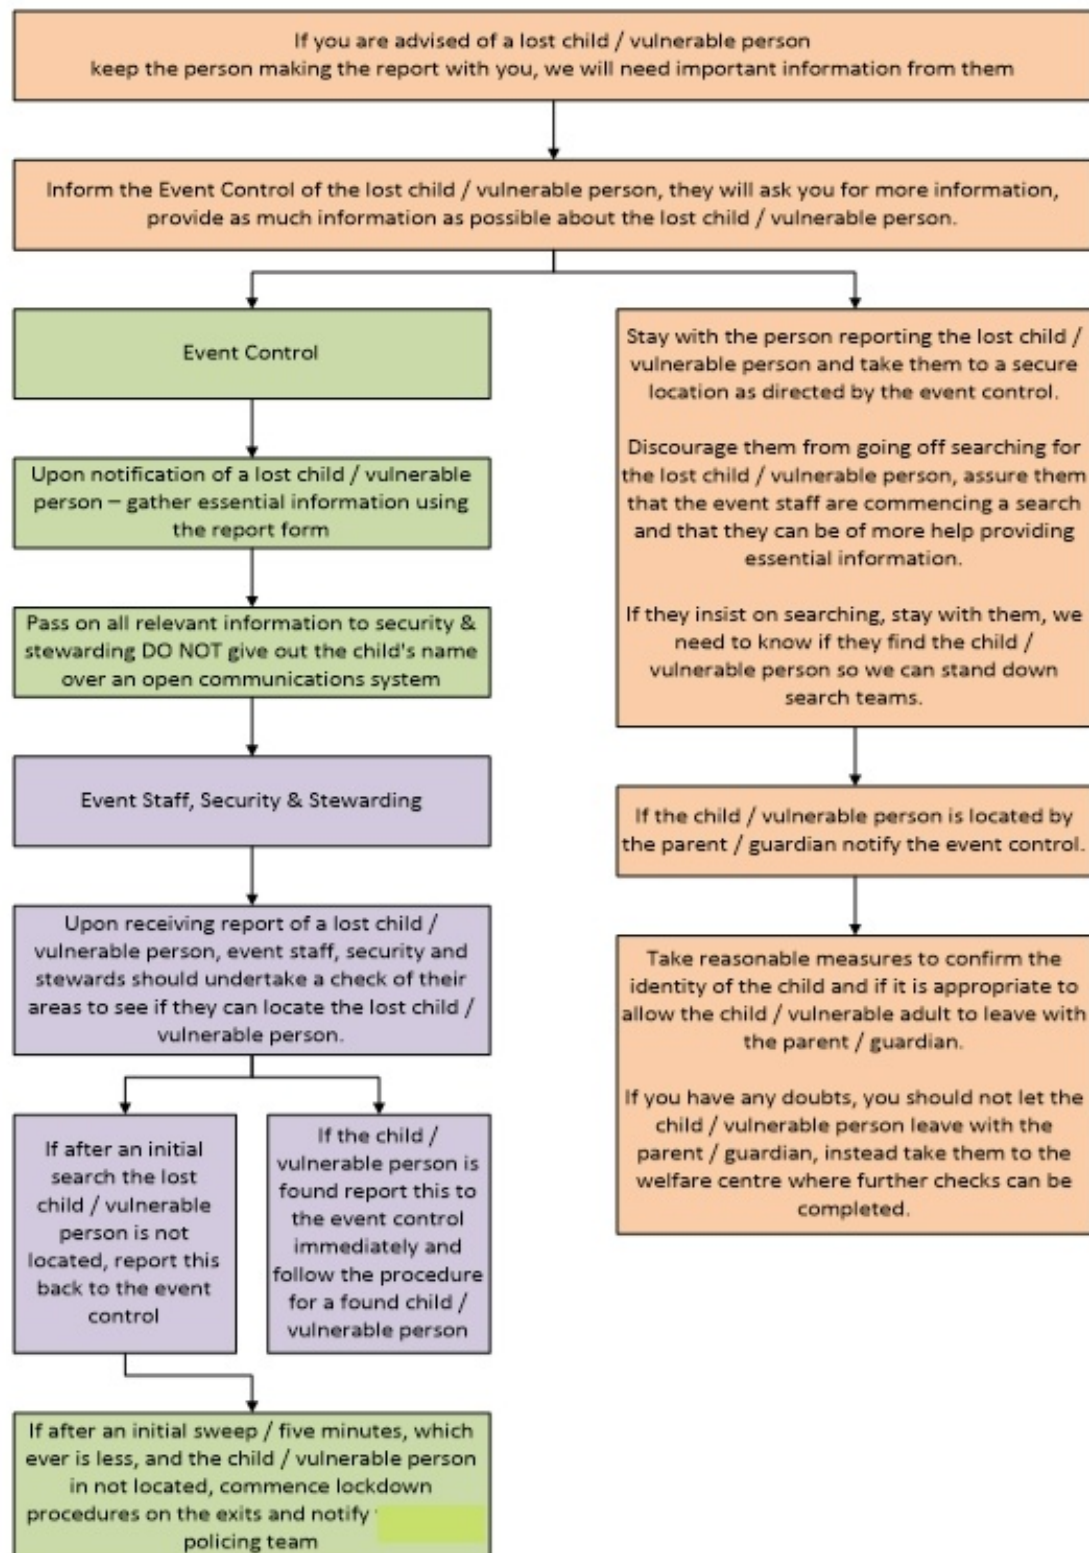 If you are advised of a lost child / vulnerable person
keep the person making the report with you, we will need important information from them
Inform the Event Control of the lost child / vulnerable person, they will ask you for more information,
provide as much information as possible about the lost child / vulnerable person.
Event Control
Upon notification of a lost child / vulnerable
person – gather essential information using
the report form
Pass on all relevant information to security &
stewarding DO NOT give out the child's name
over an open communications system
Event Staff, Security & Stewarding
Upon receiving report of a lost child /
vulnerable person, event staff, security and
stewards should undertake a check of their
areas to see if they can locate the lost child /
vulnerable person.
If after an initial
search the lost
child / vulnerable
person is not
located, report this
back to the event
control
If the child /
vulnerable person is
found report this to
the event control
immediately and
follow the procedure
for a found child /
vulnerable person
If after an initial sweep / five minutes, which
ever is less, and the child / vulnerable person
in not located, commence lockdown
procedures on the exits and notify
policing team
Stay with the person reporting the lost child /
vulnerable person and take them to a secure
location as directed by the event control.
Discourage them from going off searching for
the lost child / vulnerable person, assure them
that the event staff are commencing a search
and that they can be of more help providing
essential information.
If they insist on searching, stay with them, we
need to know if they find the child /
vulnerable person so we can stand down
search teams.
If the child / vulnerable person is located by
the parent / guardian notify the event control.
Take reasonable measures to confirm the
identity of the child and if it is appropriate to
allow the child / vulnerable adult to leave with
the parent / guardian.
If you have any doubts, you should not let the
child / vulnerable person leave with the
parent / guardian, instead take them to the
welfare centre where further checks can be
completed.